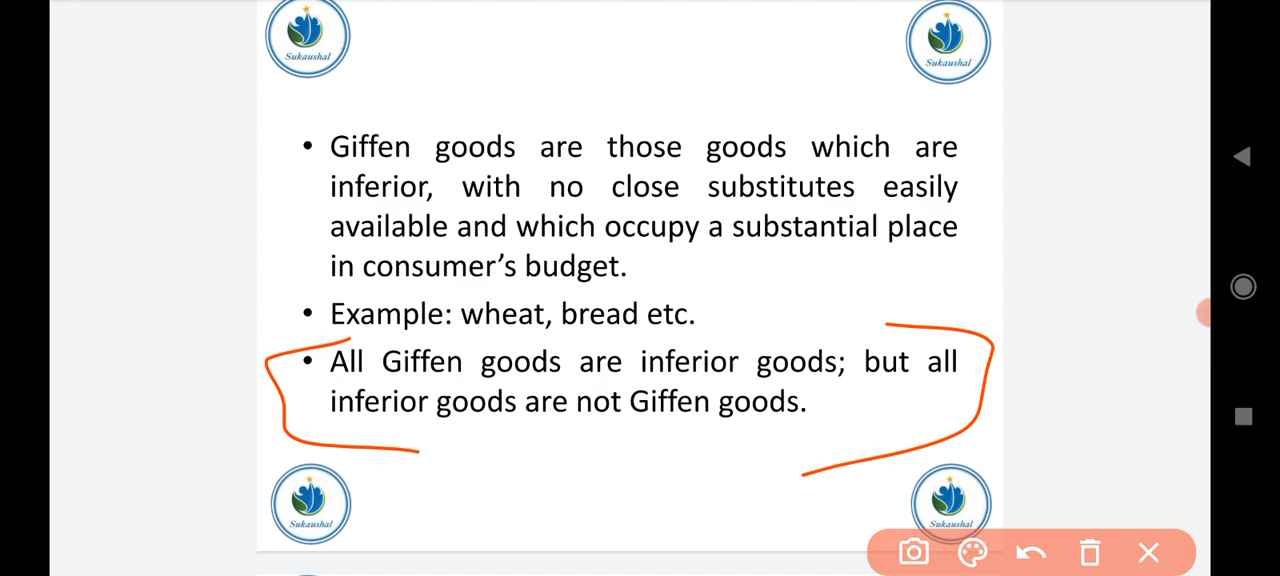 Sukaushal
Sukaushal
• Giffen goods are those goods which are
inferior, with no close substitutes easily
available and which occupy a substantial place
in consumer's budget.
• Example: wheat, bread etc.
• All Giffen goods are inferior goods; but all
inferior goods are not Giffen goods.
Sukaushal
Sukaushal